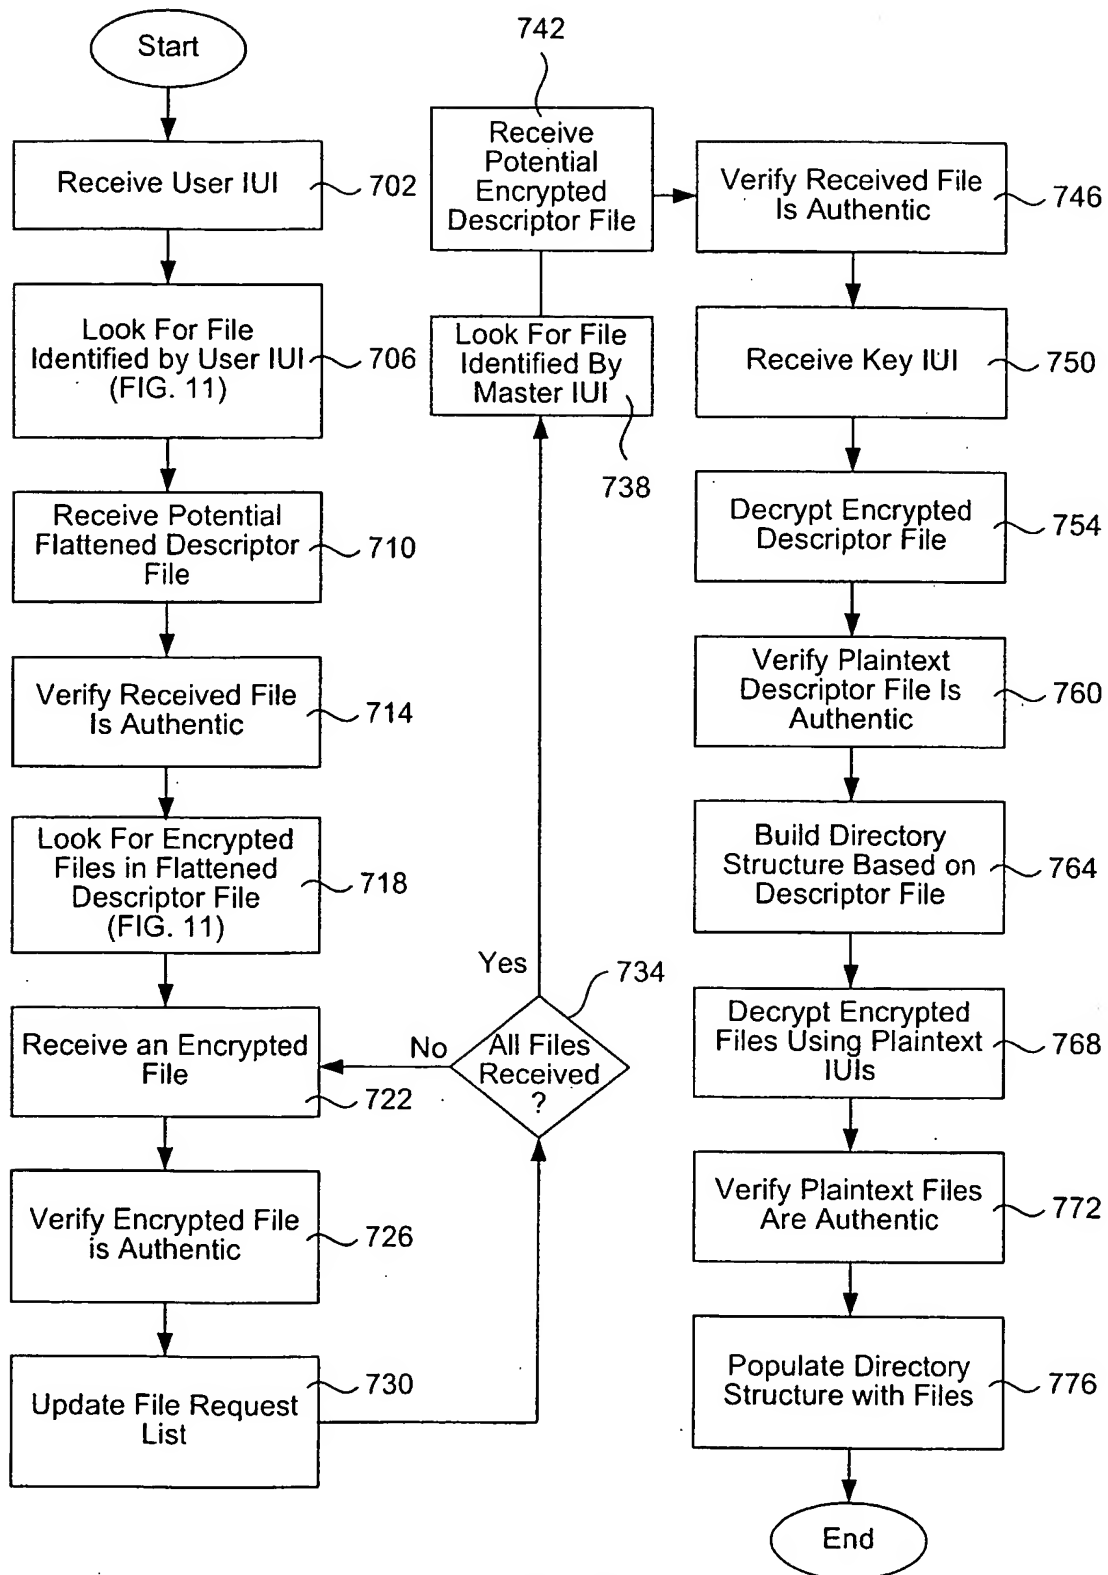 Start
Receive User IUI
702
Look For File
Identified by User IUI
(FIG. 11)
706
Receive Potential
Flattened Descriptor
File
710
Verify Received File
Is Authentic
714
Look For Encrypted
Files in Flattened
Descriptor File
(FIG. 11)
718
Receive an Encrypted
File
722
Verify Encrypted File
is Authentic
726
Update File Request
List
730
All Files
Received
?
734
No
Yes
Look For File
Identified By
Master IUI
738
742
Receive
Potential
Encrypted
Descriptor File
Verify Received File
Is Authentic
746
Receive Key IUI
750
Decrypt Encrypted
Descriptor File
754
Verify Plaintext
Descriptor File Is
Authentic
760
Build Directory
Structure Based on
Descriptor File
764
Decrypt Encrypted
Files Using Plaintext
IUIs
768
Verify Plaintext Files
Are Authentic
772
Populate Directory
Structure with Files
776
End